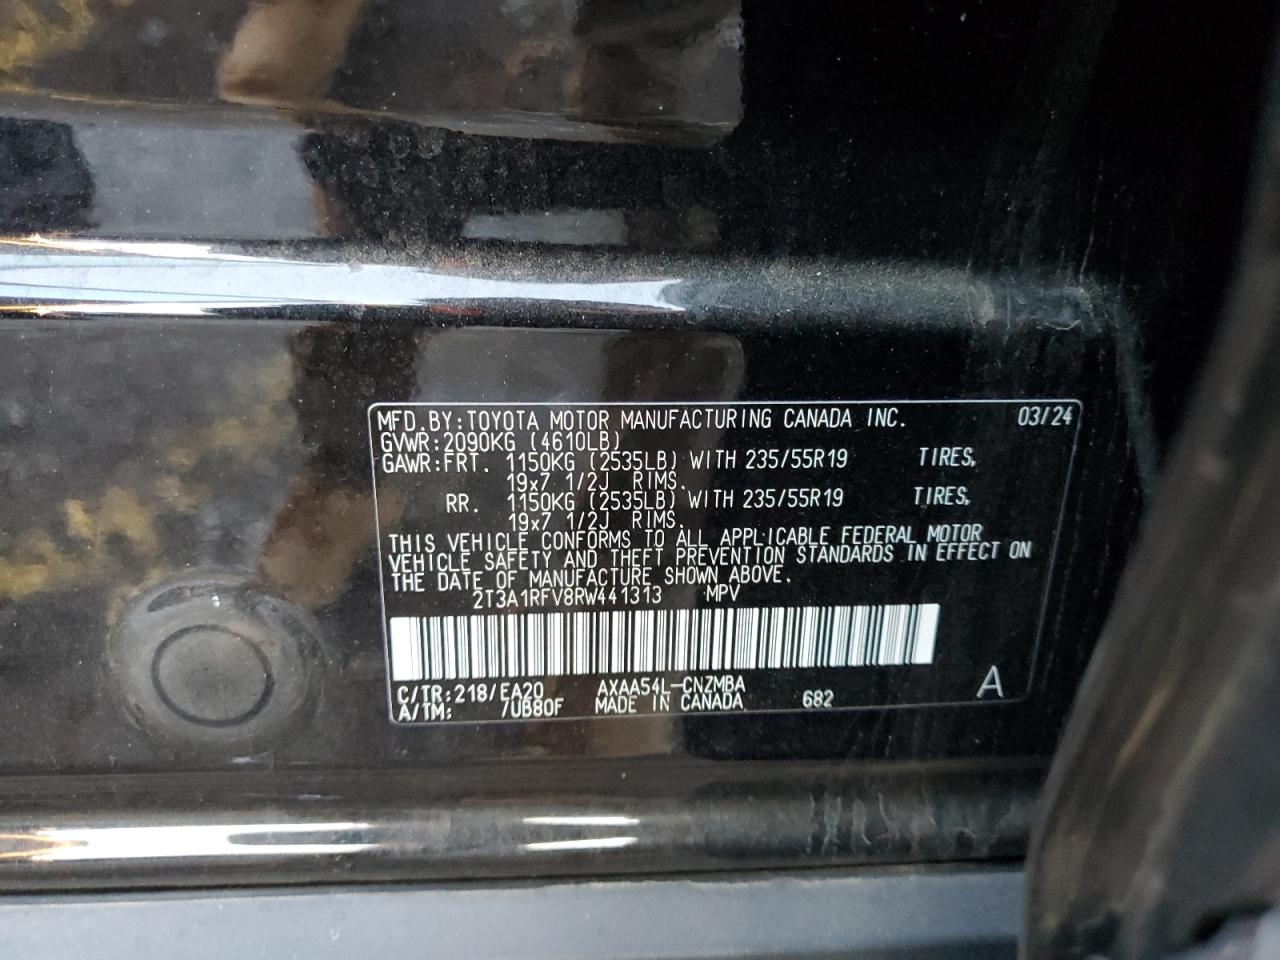 MFD.BY:TOYOTA MOTOR MANUFACTURING CANADA INC. 03/24
GVWR:2090KG (4610LB)
GAWR:FRT. 1150KG (2535LB) WITH 235/55R19 TIRES,
19x7 1/2J RIMS.
RR. 1150KG (2535LB) WITH 235/55R19 TIRES,
19x7 1/2J RIMS.
THIS VEHICLE CONFORMS TO ALL APPLICABLE FEDERAL MOTOR
VEHICLE SAFETY AND THEFT PREVENTION STANDARDS IN EFFECT ON
THE DATE OF MANUFACTURE SHOWN ABOVE.
2T3A1RFV8RW441313 MPV
C/TR:218/EA20 AXAA54L-CNZMBA A
A/TM: /UB80F MADE IN CANADA 682